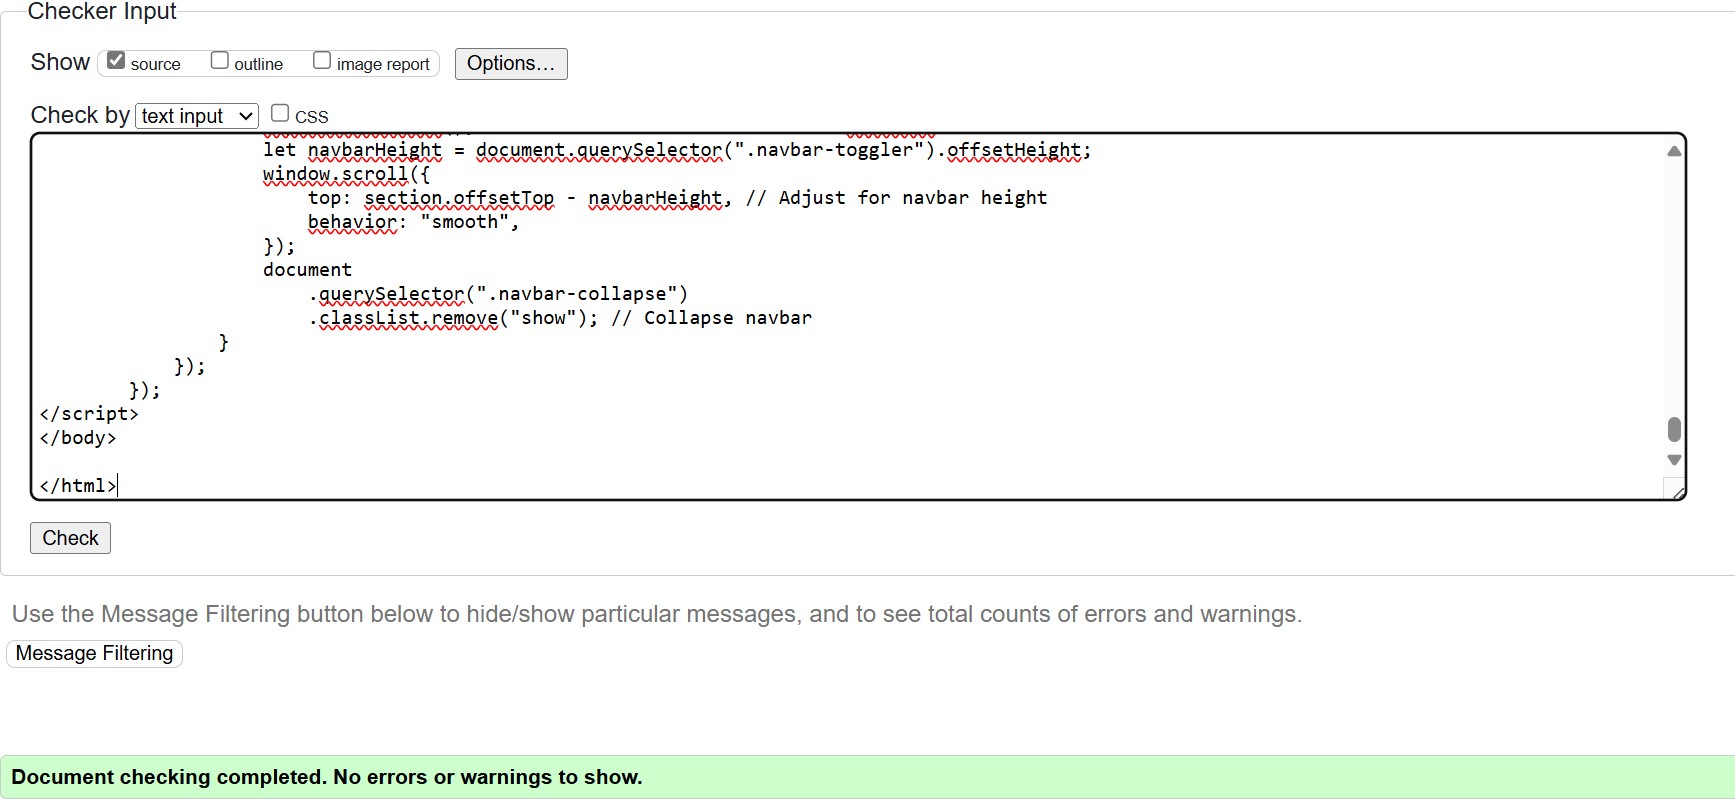 Checker Input
Show source outline image report Options...
Check by text input CSS
let navbarHeight = document.querySelector(".navbar-toggler").offsetHeight;
window.scroll({
top: section.offsetTop - navbarHeight, // Adjust for navbar height
behavior: "smooth",
});
document
.querySelector(".navbar-collapse")
.classList.remove("show"); // Collapse navbar
}
});
});
</script>
</body>
</html>
Check
Use the Message Filtering button below to hide/show particular messages, and to see total counts of errors and warnings.
Message Filtering
Document checking completed. No errors or warnings to show.